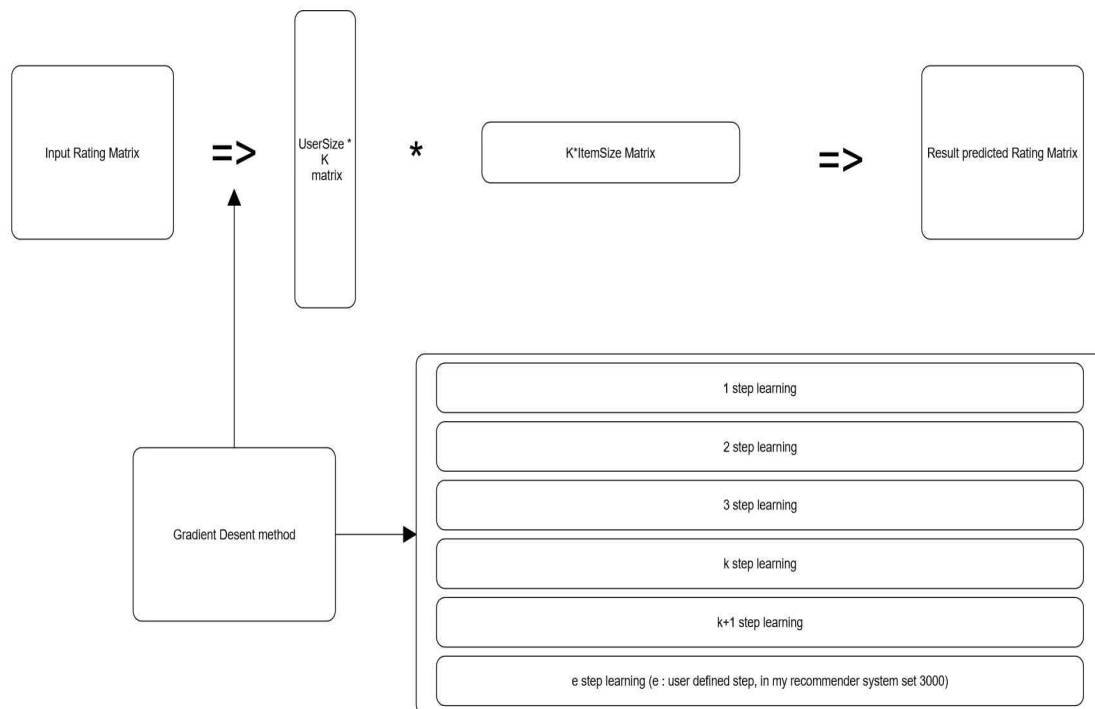 Input Rating Matrix
=>
UserSize *
K
matrix
*
K*ItemSize Matrix
=>
Result predicted Rating Matrix
Gradient Desent method
1 step learning
2 step learning
3 step learning
k step learning
k+1 step learning
e step learning (e : user defined step, in my recommender system set 3000)